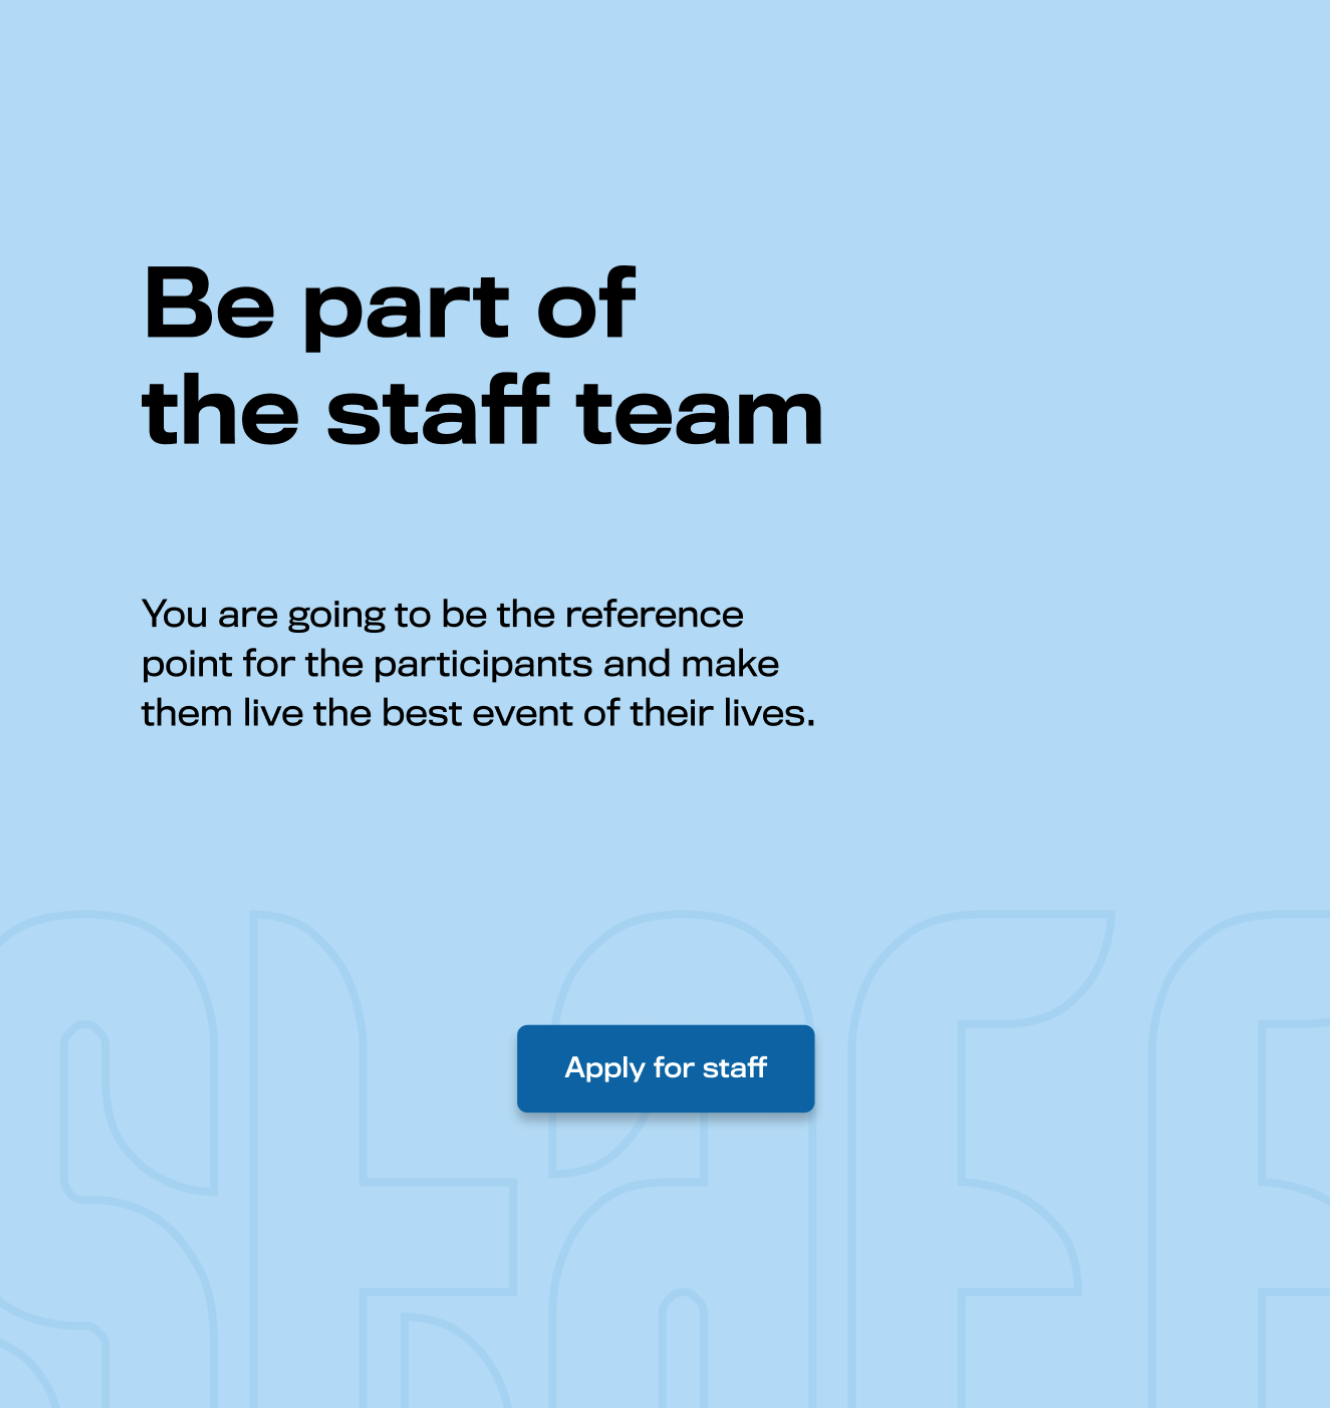 Be part of
the staff team
You are going to be the reference
point for the participants and make
them live the best event of their lives.
Apply for staff
staff